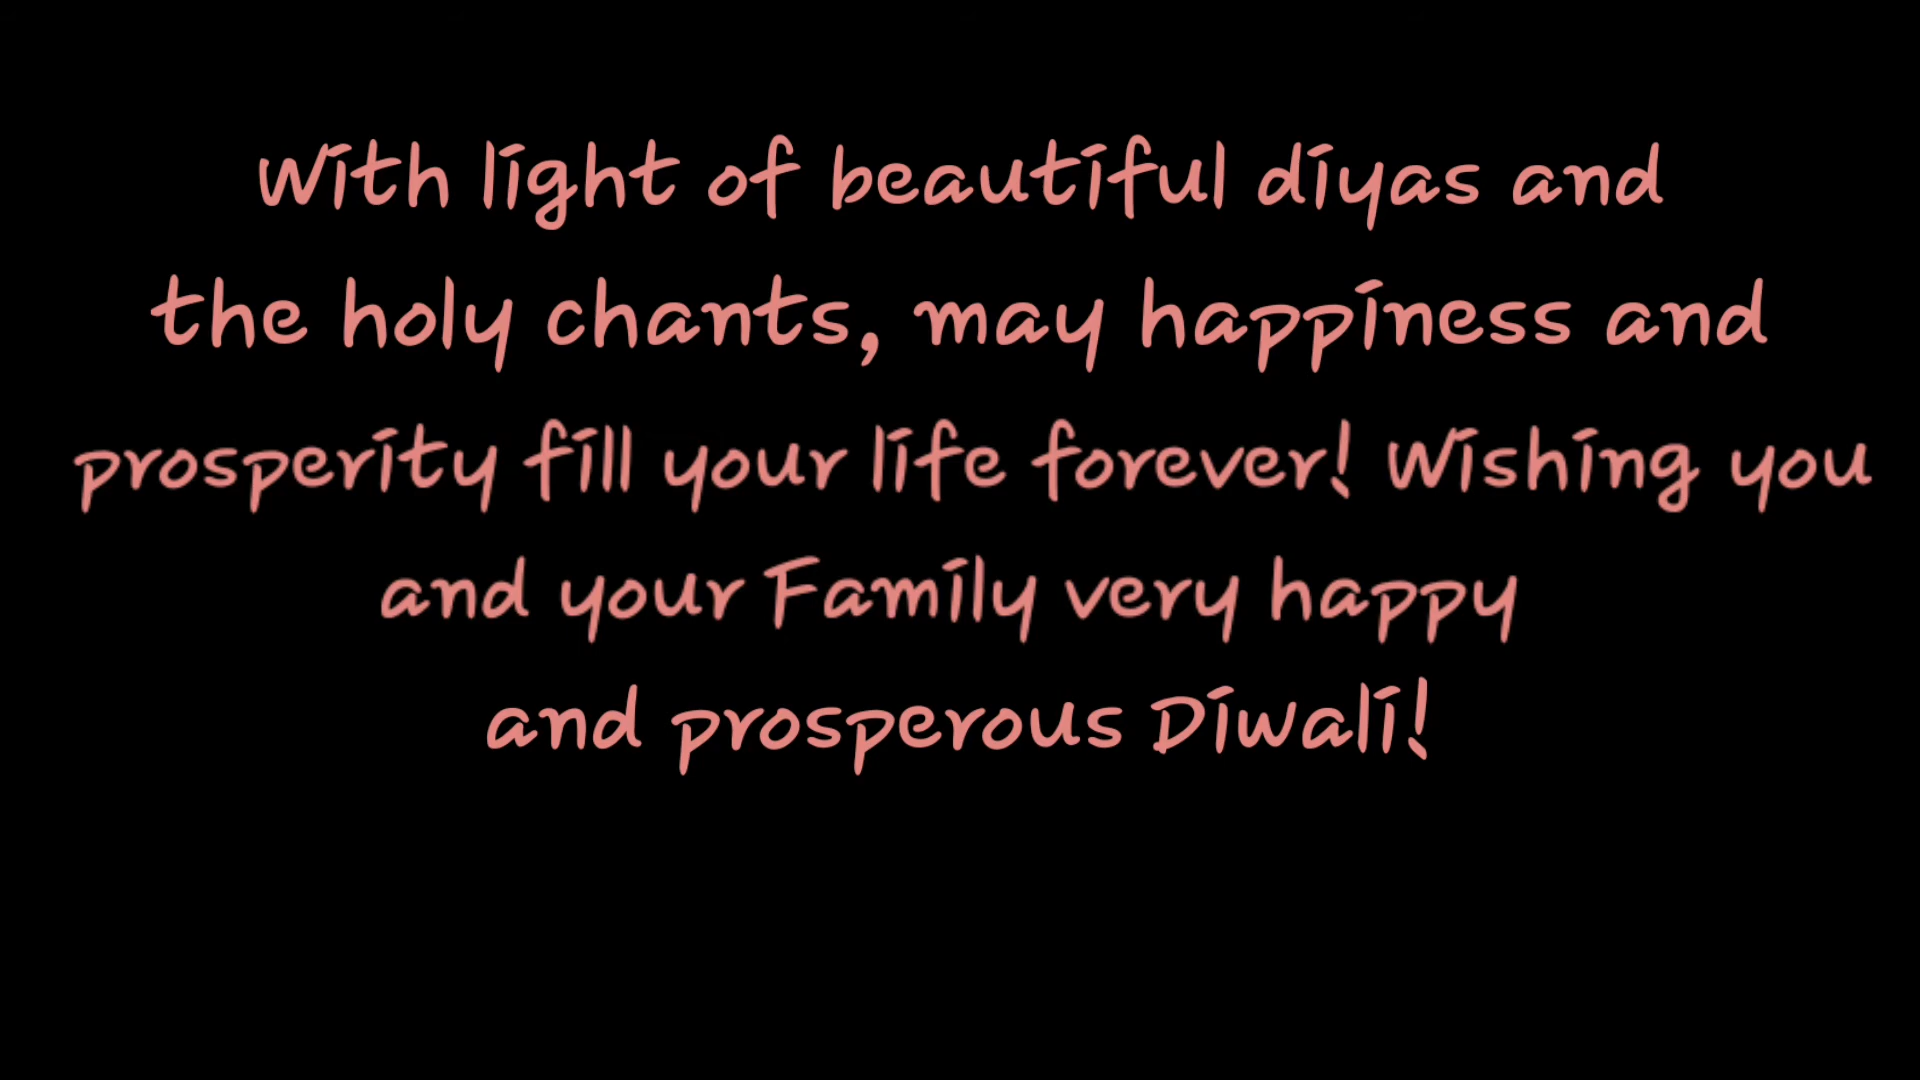 With light of beautiful diyas and
the holy chants, may happiness and
prosperity fill your life forever! Wishing you
and your Family very happy
and prosperous Diwali!